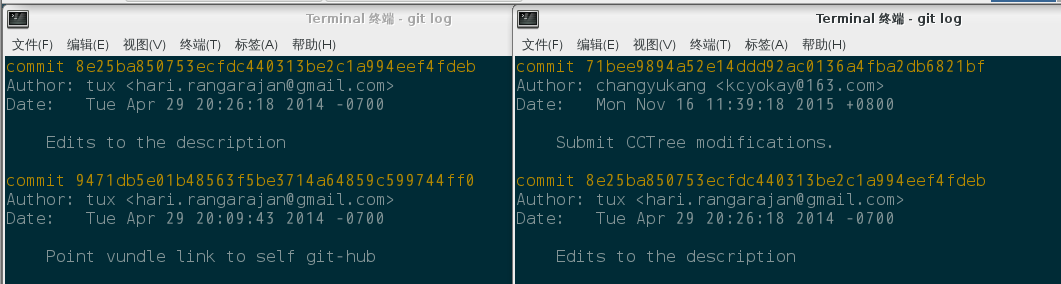 Terminal 终端 - git log
文件(F) 编辑(E) 视图(V) 终端(T) 标签(A) 帮助(H)
commit 8e25ba850753ecfdc440313be2c1a994eef4fdeb
Author: tux <hari.rangarajan@gmail.com>
Date:   Tue Apr 29 20:26:18 2014 -0700
Edits to the description
commit 9471db5e01b48563f5be3714a64859c599744ff0
Author: tux <hari.rangarajan@gmail.com>
Date:   Tue Apr 29 20:09:43 2014 -0700
Point vundle link to self git-hub
Terminal 终端 - git log
文件(F) 编辑(E) 视图(V) 终端(T) 标签(A) 帮助(H)
commit 71bee9894a52e14ddd92ac0136a4fba2db6821bf
Author: changyukang <kcyokay@163.com>
Date:   Mon Nov 16 11:39:18 2015 +0800
Submit CCTree modifications.
commit 8e25ba850753ecfdc440313be2c1a994eef4fdeb
Author: tux <hari.rangarajan@gmail.com>
Date:   Tue Apr 29 20:26:18 2014 -0700
Edits to the description